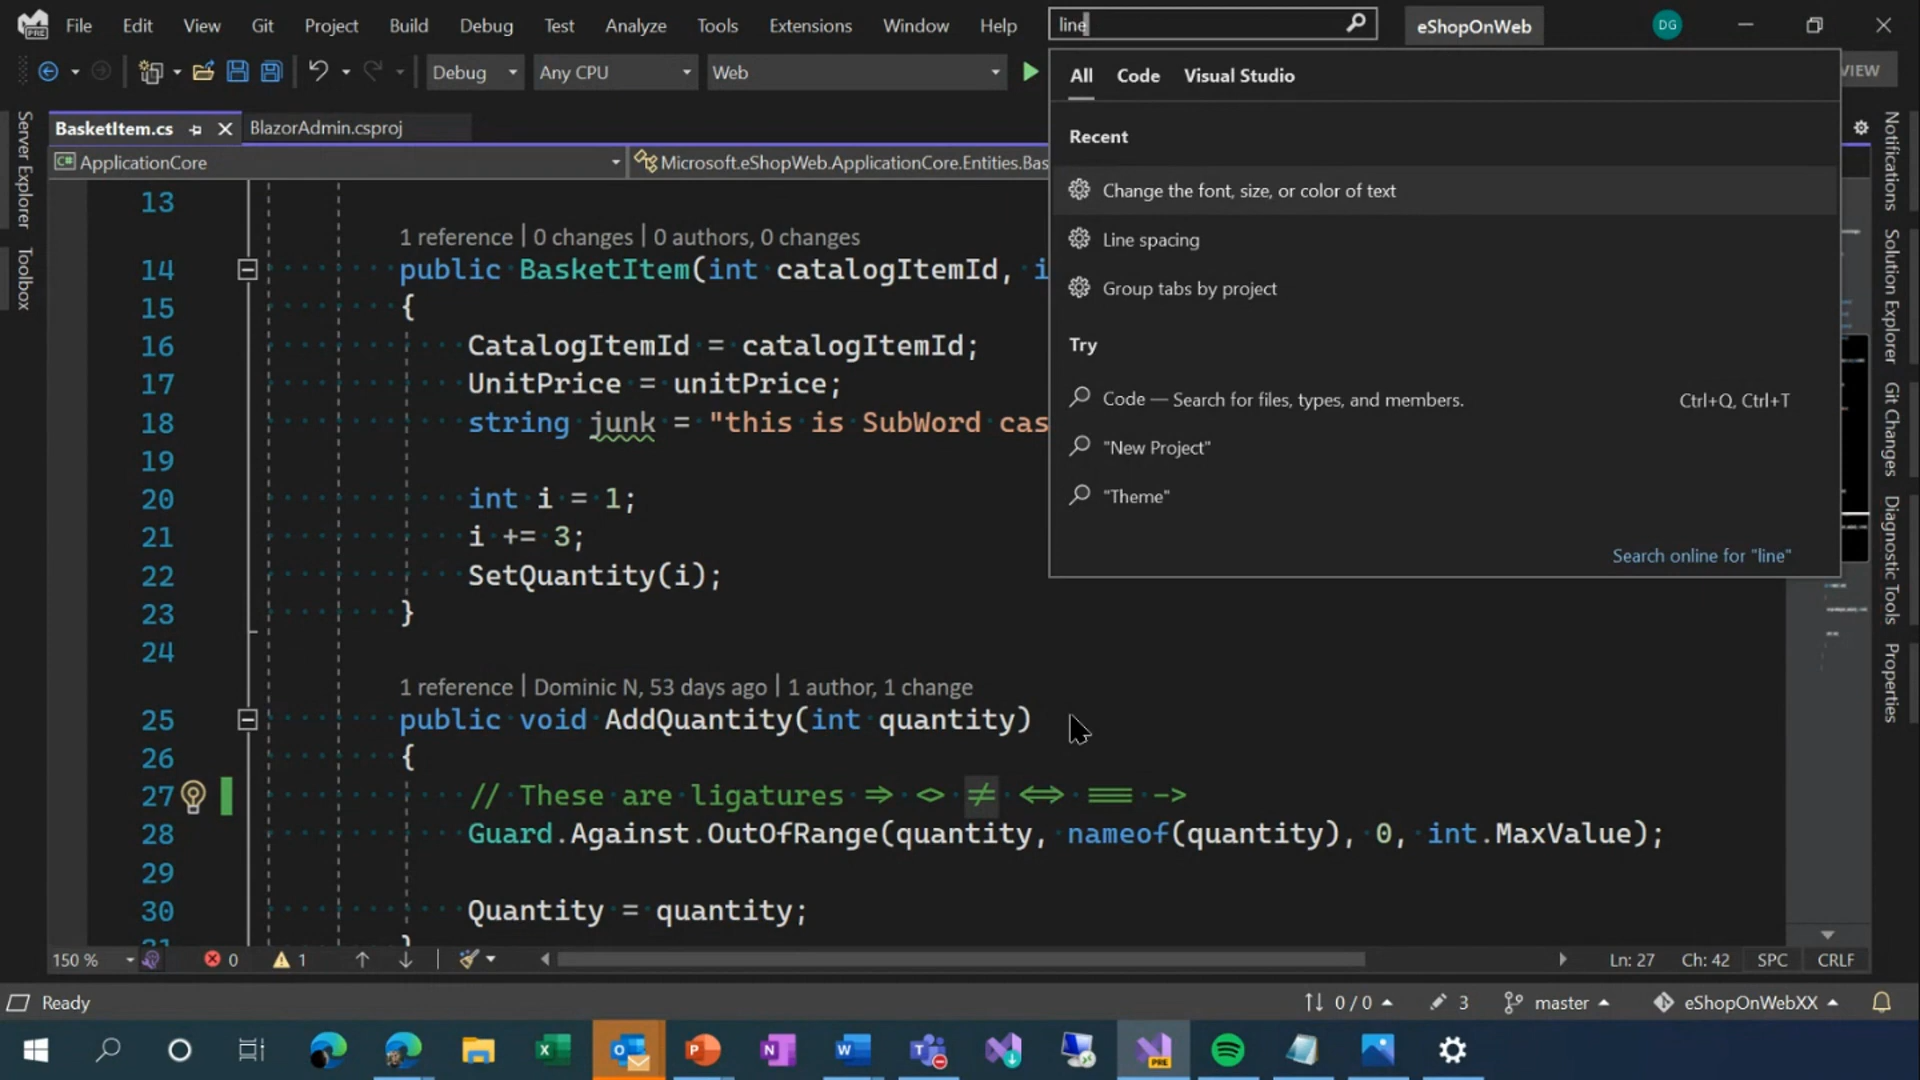 File Edit View Git Project Build Debug Test Analyze Tools Extensions Window Help line eShopOnWeb DG
PRE
Debug Any CPU Web
All Code Visual Studio
Recent
Change the font, size, or color of text
Line spacing
Group tabs by project
Try
Code — Search for files, types, and members. Ctrl+Q, Ctrl+T
"New Project"
"Theme"
Search online for "line"
Server Explorer
Toolbox
BasketItem.cs BlazorAdmin.csproj
ApplicationCore Microsoft.eShopWeb.ApplicationCore.Entities.Bas
13
1 reference | 0 changes | 0 authors, 0 changes
14 public BasketItem(int catalogItemId, i
15 {
16 CatalogItemId = catalogItemId;
17 UnitPrice = unitPrice;
18 string junk = "this is SubWord cas
19
20 int i = 1;
21 i += 3;
22 SetQuantity(i);
23 }
24
1 reference | Dominic N, 53 days ago | 1 author, 1 change
25 public void AddQuantity(int quantity)
26 {
27 // These are ligatures ⇒ <> ≠ ⇔ ≡ ->
28 Guard.Against.OutOfRange(quantity, nameof(quantity), 0, int.MaxValue);
29
30 Quantity = quantity;
31 }
Notifications
Solution Explorer
Git Changes
Diagnostic Tools
Properties
150 % 0 1 Ln: 27 Ch: 42 SPC CRLF
Ready 0 / 0 3 master eShopOnWebXX
PRE